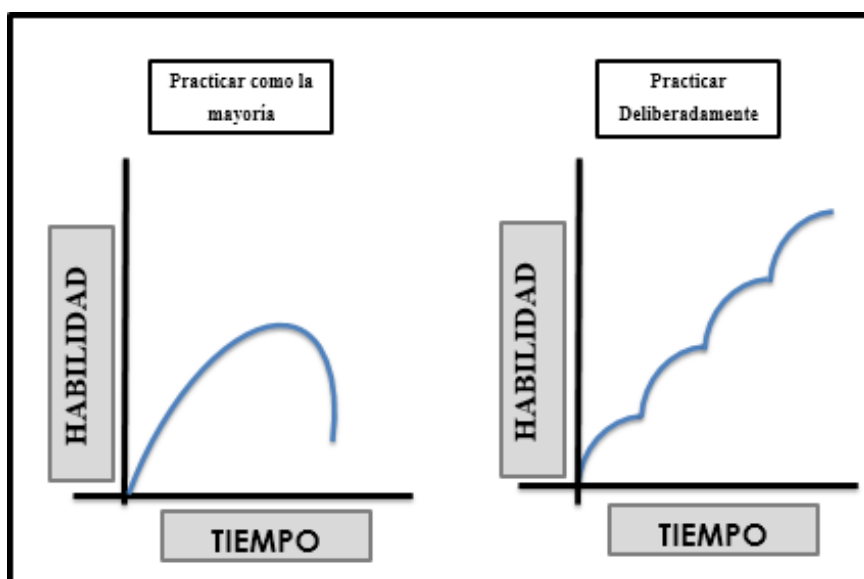 Practicar como la
mayoría
HABILIDAD
TIEMPO
Practicar
Deliberadamente
HABILIDAD
TIEMPO